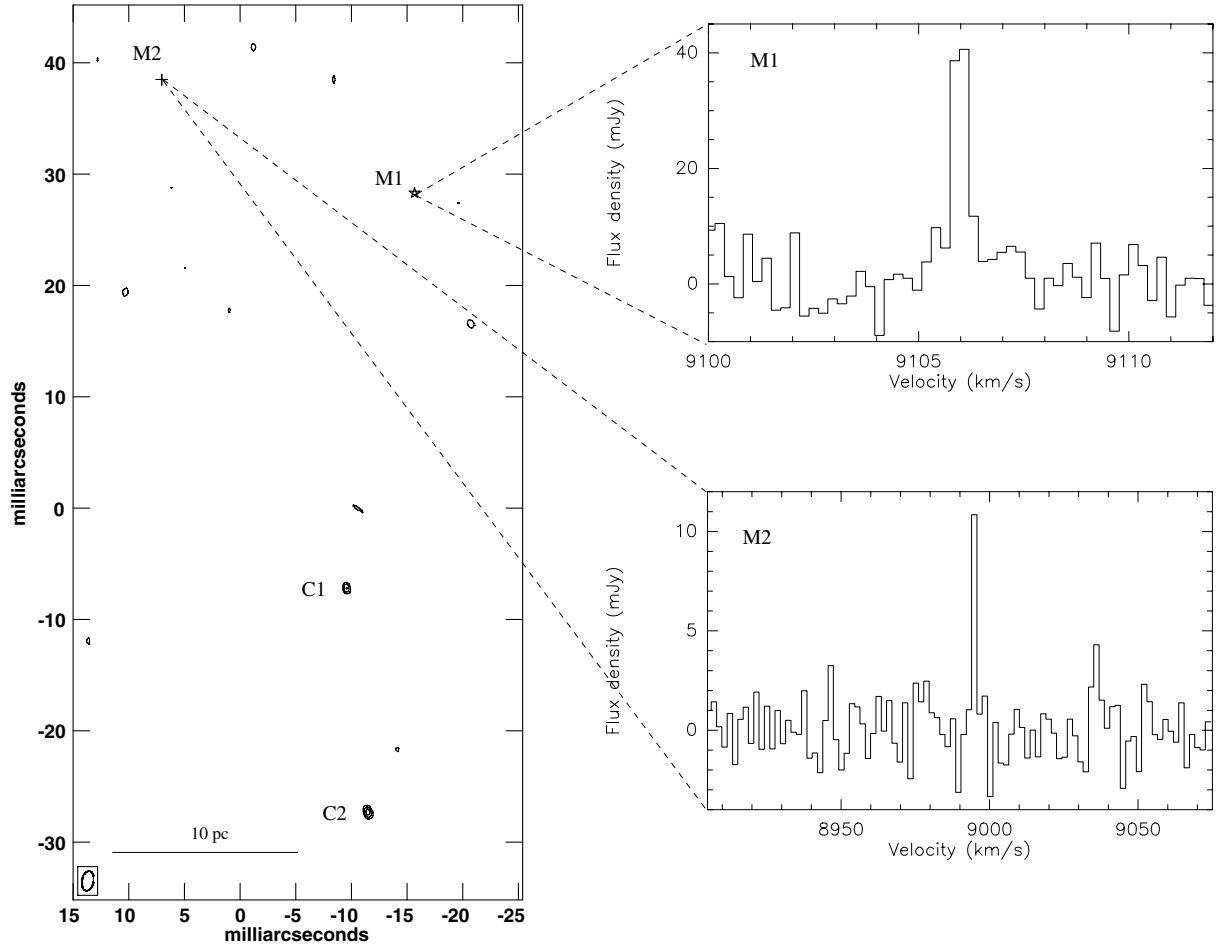 M2
M1
C1
C2
10 pc
40
30
20
10
0
-10
-20
-30
milliarcseconds
15 10 5 0 -5 -10 -15 -20 -25
milliarcseconds
M1
40
20
0
Flux density (mJy)
9100 9105 9110
Velocity (km/s)
M2
10
5
0
Flux density (mJy)
8950 9000 9050
Velocity (km/s)